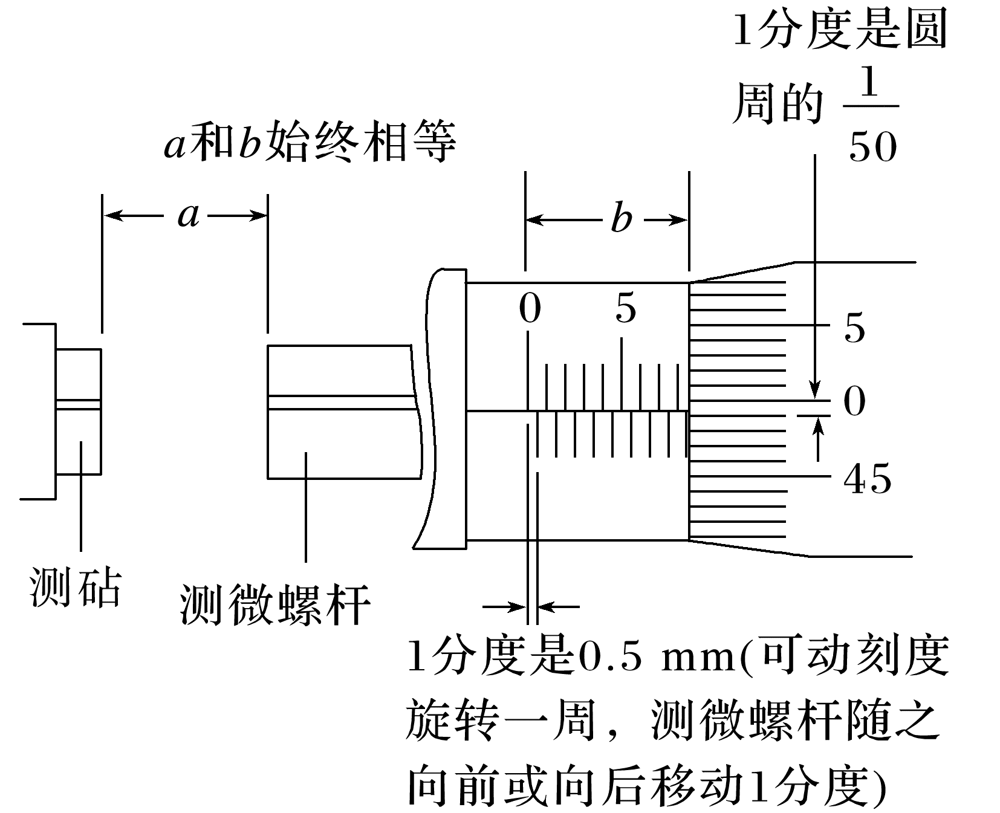 1分度是圆
周的 1/50
a和b始终相等
a
b
0 5
5
0
45
测砧
测微螺杆
1分度是0.5 mm(可动刻度
旋转一周，测微螺杆随之
向前或向后移动1分度)